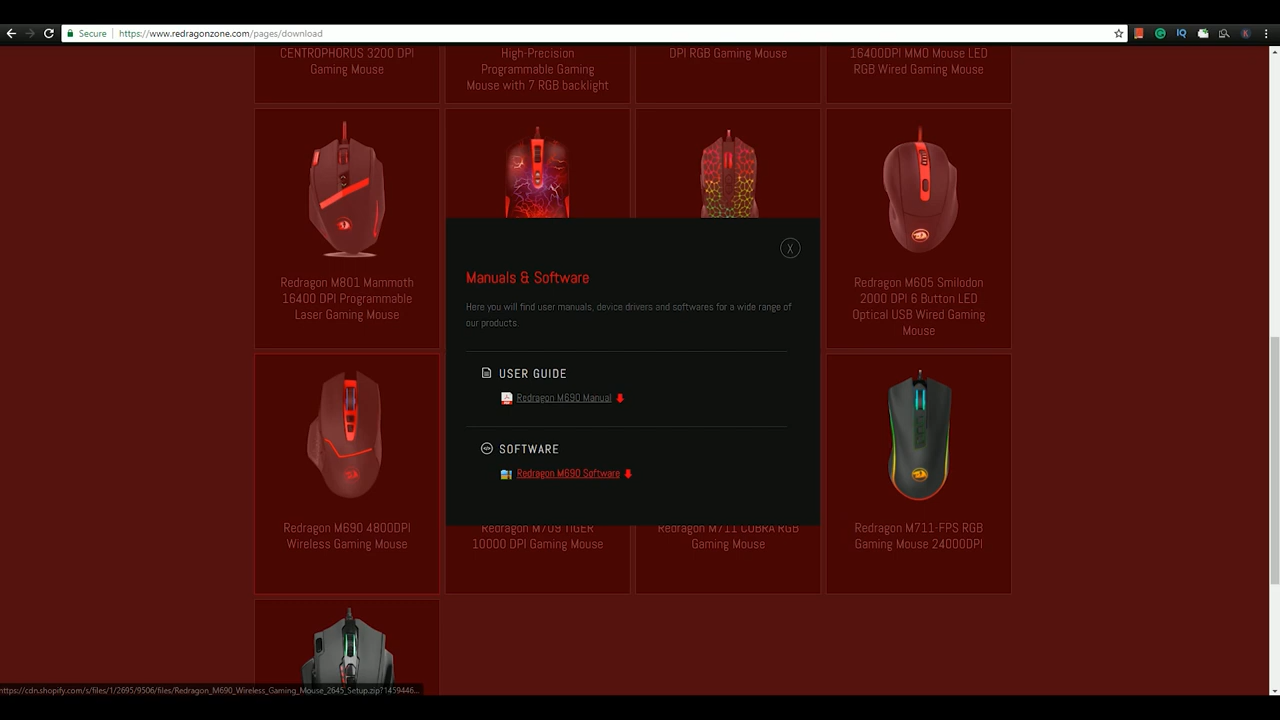 Secure
https://www.redragonzone.com/pages/download
CENTROPHORUS 3200 DPI
Gaming Mouse
High-Precision
Programmable Gaming
Mouse with 7 RGB backlight
DPI RGB Gaming Mouse
16400DPI MMO Mouse LED
RGB Wired Gaming Mouse
Redragon M801 Mammoth
16400 DPI Programmable
Laser Gaming Mouse
Redragon M605 Smilodon
2000 DPI 6 Button LED
Optical USB Wired Gaming
Mouse
X
Manuals & Software
Here you will find user manuals, device drivers and softwares for a wide range of
our products.
USER GUIDE
Redragon M690 Manual
SOFTWARE
Redragon M690 Software
Redragon M690 4800DPI
Wireless Gaming Mouse
Redragon M709 TIGER
10000 DPI Gaming Mouse
Redragon M711 COBRA RGB
Gaming Mouse
Redragon M711-FPS RGB
Gaming Mouse 24000DPI
https://cdn.shopify.com/s/files/1/2695/9506/files/Redragon_M690_Wireless_Gaming_Mouse_2645_Setup.zip?1459446...